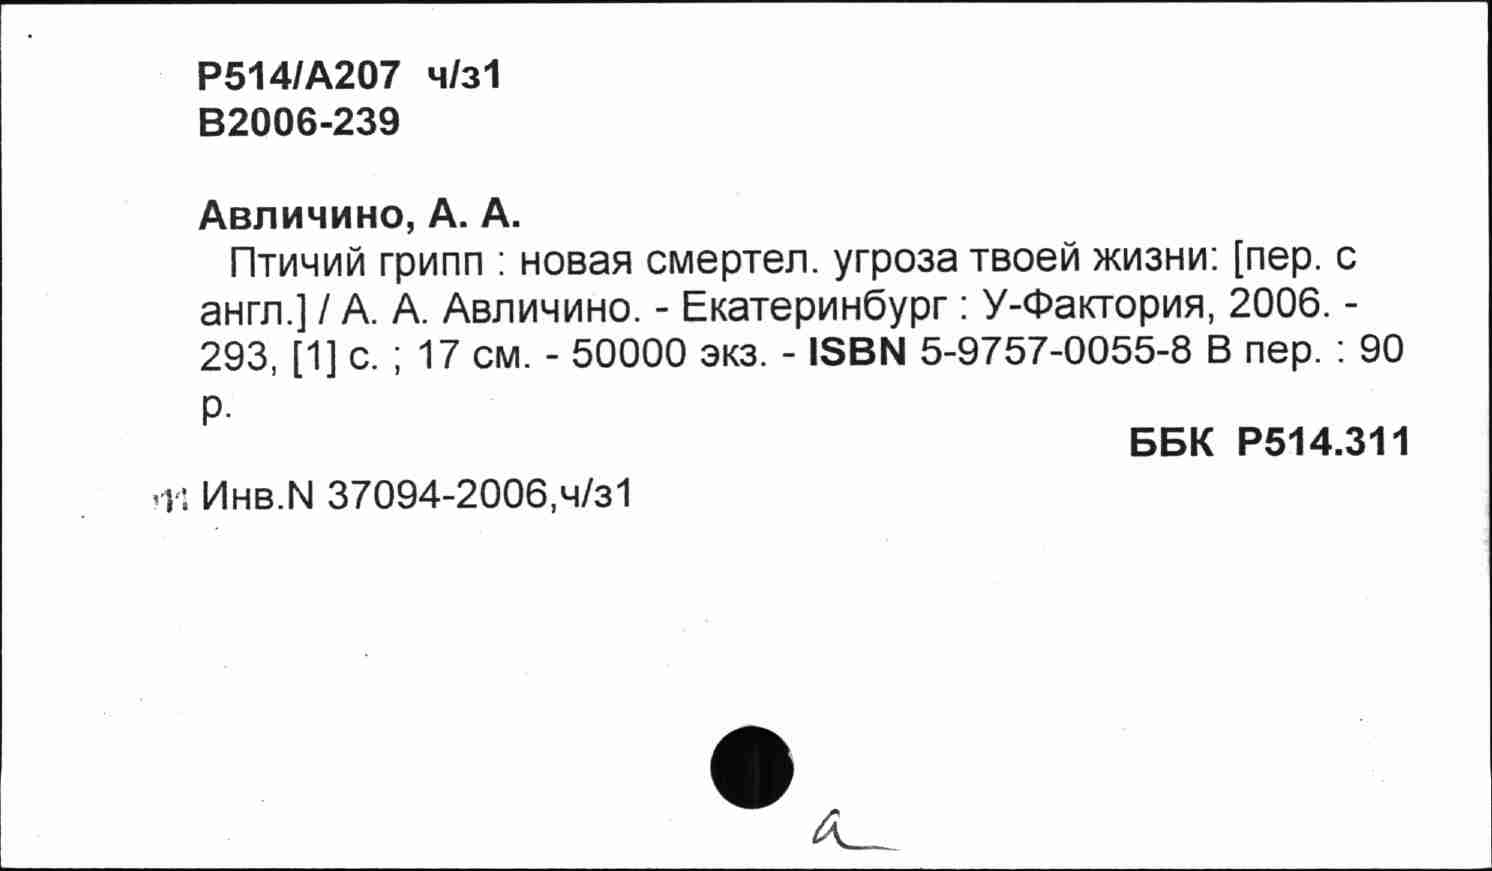 Р514/А207 ч/з1
В2006-239
Авличино, А. А.
Птичий грипп : новая смертел. угроза твоей жизни: [пер. с
англ.] / А. А. Авличино. - Екатеринбург : У-Фактория, 2006. -
293, [1] с. ; 17 см. - 50000 экз. - ISBN 5-9757-0055-8 В пер. : 90
р.
ББК Р514.311
Инв.N 37094-2006,ч/з1
а